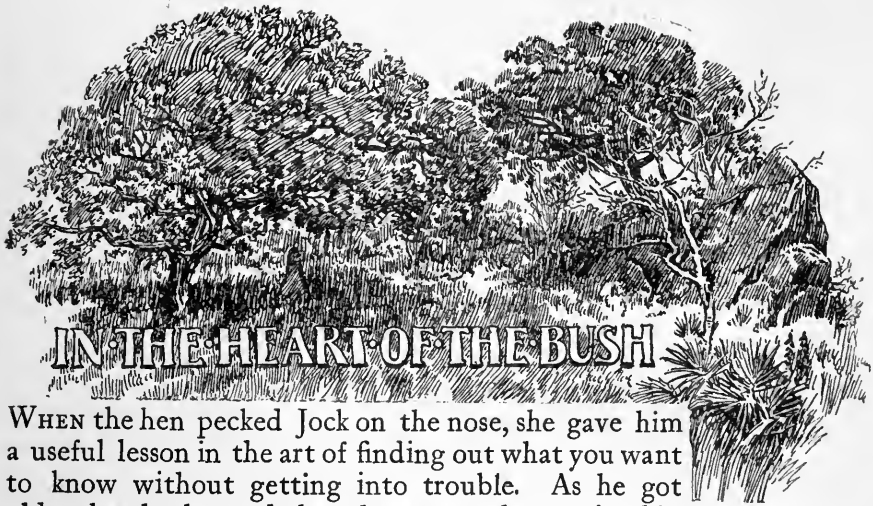 IN·THE·HEART·OF·THE·BUSH
WHEN the hen pecked Jock on the nose, she gave him
a useful lesson in the art of finding out what you want
to know without getting into trouble. As he got